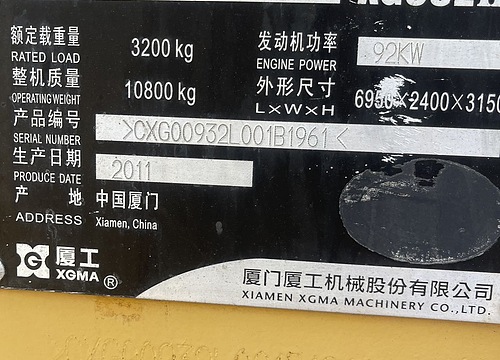 额定载重量 3200 kg 发动机功率 92KW
RATED LOAD ENGINE POWER
整机质量 10800 kg 外形尺寸 6950×2400×3150
OPERATING WEIGHT L×W×H
产品编号 >CXG00932L001B1961<
SERIAL NUMBER
生产日期 2011
PRODUCE DATE
产 地 中国厦门
ADDRESS Xiamen, China
厦工 XGMA ®
厦门厦工机械股份有限公司
XIAMEN XGMA MACHINERY CO.,LTD.